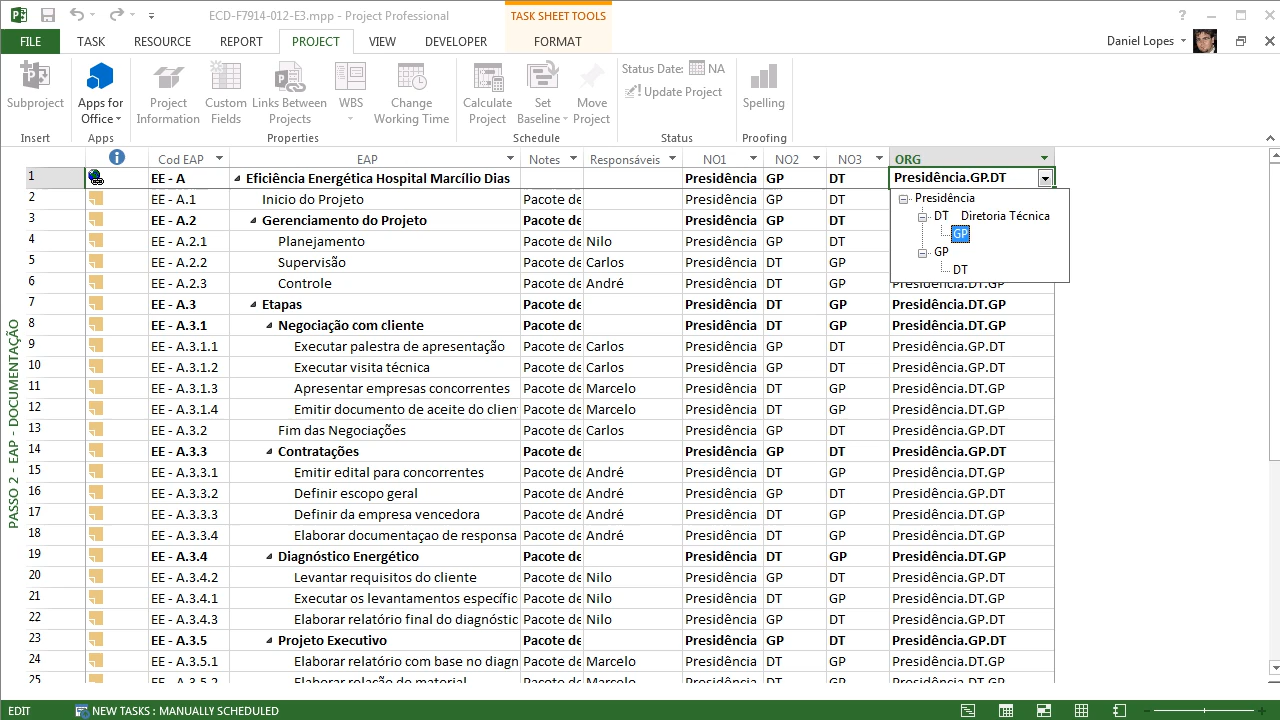 ECD-F7914-012-E3.mpp - Project Professional
TASK SHEET TOOLS
FILE TASK RESOURCE REPORT PROJECT VIEW DEVELOPER FORMAT Daniel Lopes
Subproject
Apps for Office
Project Information
Custom Fields
Links Between Projects
WBS
Change Working Time
Calculate Project
Set Baseline
Move Project
Status Date: NA
Update Project
Spelling
Insert Apps Properties Schedule Status Proofing
Cod EAP EAP Notes Responsáveis NO1 NO2 NO3 ORG
1 EE - A Eficiência Energética Hospital Marcílio Dias Presidência GP DT Presidência.GP.DT
2 EE - A.1 Inicio do Projeto Pacote de Presidência GP DT
3 EE - A.2 Gerenciamento do Projeto Pacote de Presidência GP DT
4 EE - A.2.1 Planejamento Pacote de Nilo Presidência GP DT
5 EE - A.2.2 Supervisão Pacote de Carlos Presidência GP DT
6 EE - A.2.3 Controle Pacote de André Presidência GP DT Presidência.GP.DT
Presidência
DT Diretoria Técnica
GP
GP
DT
7 EE - A.3 Etapas Pacote de Presidência DT GP Presidência.DT.GP
8 EE - A.3.1 Negociação com cliente Pacote de Presidência DT GP Presidência.DT.GP
9 EE - A.3.1.1 Executar palestra de apresentação Pacote de Carlos Presidência GP DT Presidência.GP.DT
10 EE - A.3.1.2 Executar visita técnica Pacote de Carlos Presidência GP DT Presidência.GP.DT
11 EE - A.3.1.3 Apresentar empresas concorrentes Pacote de Marcelo Presidência DT GP Presidência.DT.GP
12 EE - A.3.1.4 Emitir documento de aceite do clien Pacote de Marcelo Presidência DT GP Presidência.DT.GP
13 EE - A.3.2 Fim das Negociações Pacote de Carlos Presidência GP DT Presidência.GP.DT
14 EE - A.3.3 Contratações Pacote de Presidência GP DT Presidência.GP.DT
15 EE - A.3.3.1 Emitir edital para concorrentes Pacote de André Presidência DT GP Presidência.DT.GP
16 EE - A.3.3.2 Definir escopo geral Pacote de André Presidência GP DT Presidência.GP.DT
17 EE - A.3.3.3 Definir da empresa vencedora Pacote de André Presidência DT GP Presidência.DT.GP
18 EE - A.3.3.4 Elaborar documentaçao de responsa Pacote de André Presidência DT GP Presidência.DT.GP
19 EE - A.3.4 Diagnóstico Energético Pacote de Presidência DT GP Presidência.DT.GP
20 EE - A.3.4.2 Levantar requisitos do cliente Pacote de Nilo Presidência GP DT Presidência.GP.DT
21 EE - A.3.4.1 Executar os levantamentos específic Pacote de Nilo Presidência DT GP Presidência.DT.GP
22 EE - A.3.4.3 Elaborar relatório final do diagnóstic Pacote de Nilo Presidência GP DT Presidência.GP.DT
23 EE - A.3.5 Projeto Executivo Pacote de Presidência GP DT Presidência.GP.DT
24 EE - A.3.5.1 Elaborar relatório com base no diagn Pacote de Marcelo Presidência DT GP Presidência.DT.GP
25 EE - A.3.5.2 Elaborar relação de material Pacote de Marcelo Presidência DT GP Presidência.DT.GP
PASSO 2 - EAP - DOCUMENTAÇÃO
EDIT NEW TASKS : MANUALLY SCHEDULED